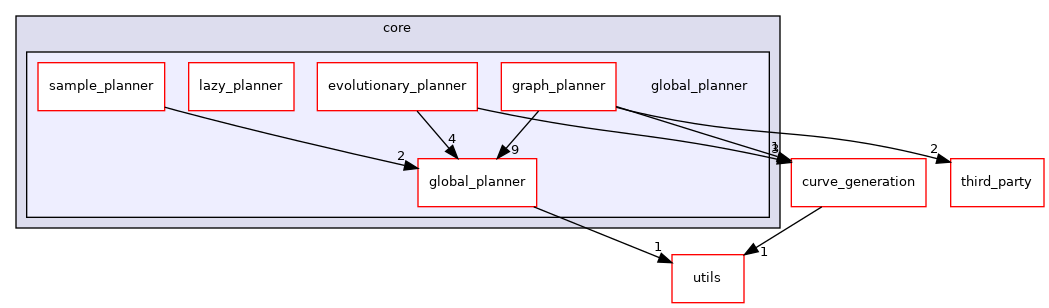 core
sample_planner
lazy_planner
evolutionary_planner
graph_planner
global_planner
4
9
2
1
2
global_planner
curve_generation
third_party
1
1
utils